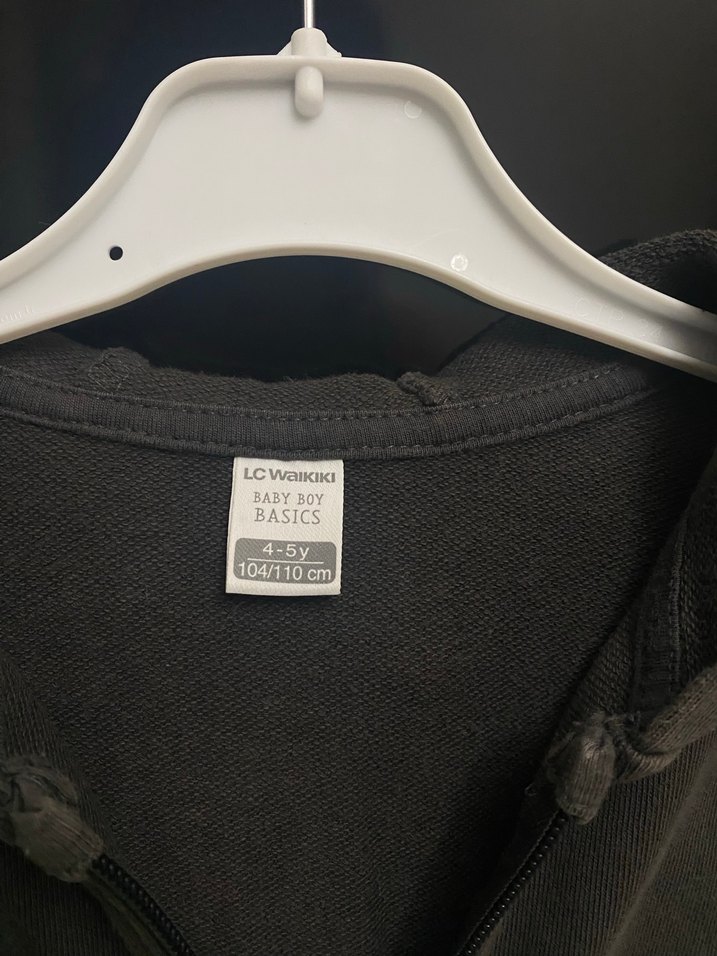 LC WAIKIKI
BABY BOY
BASICS
4-5y
104/110 cm